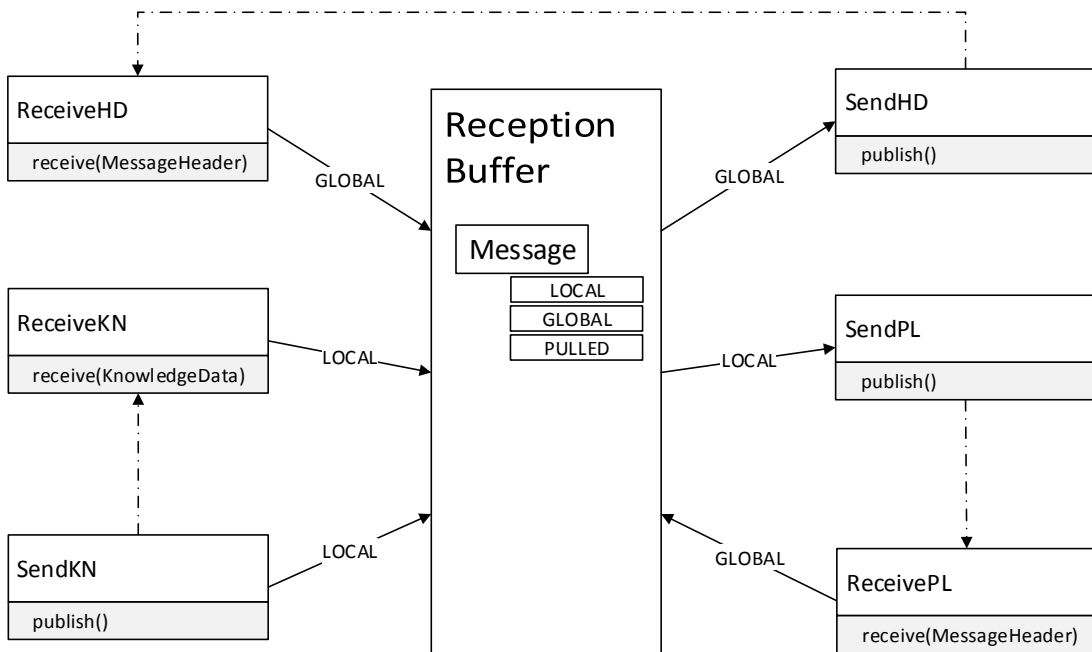 ReceiveHD
receive(MessageHeader)
GLOBAL
ReceiveKN
receive(KnowledgeData)
LOCAL
SendKN
publish()
LOCAL
Reception
Buffer
Message
LOCAL
GLOBAL
PULLED
SendHD
publish()
GLOBAL
SendPL
publish()
LOCAL
ReceivePL
receive(MessageHeader)
GLOBAL